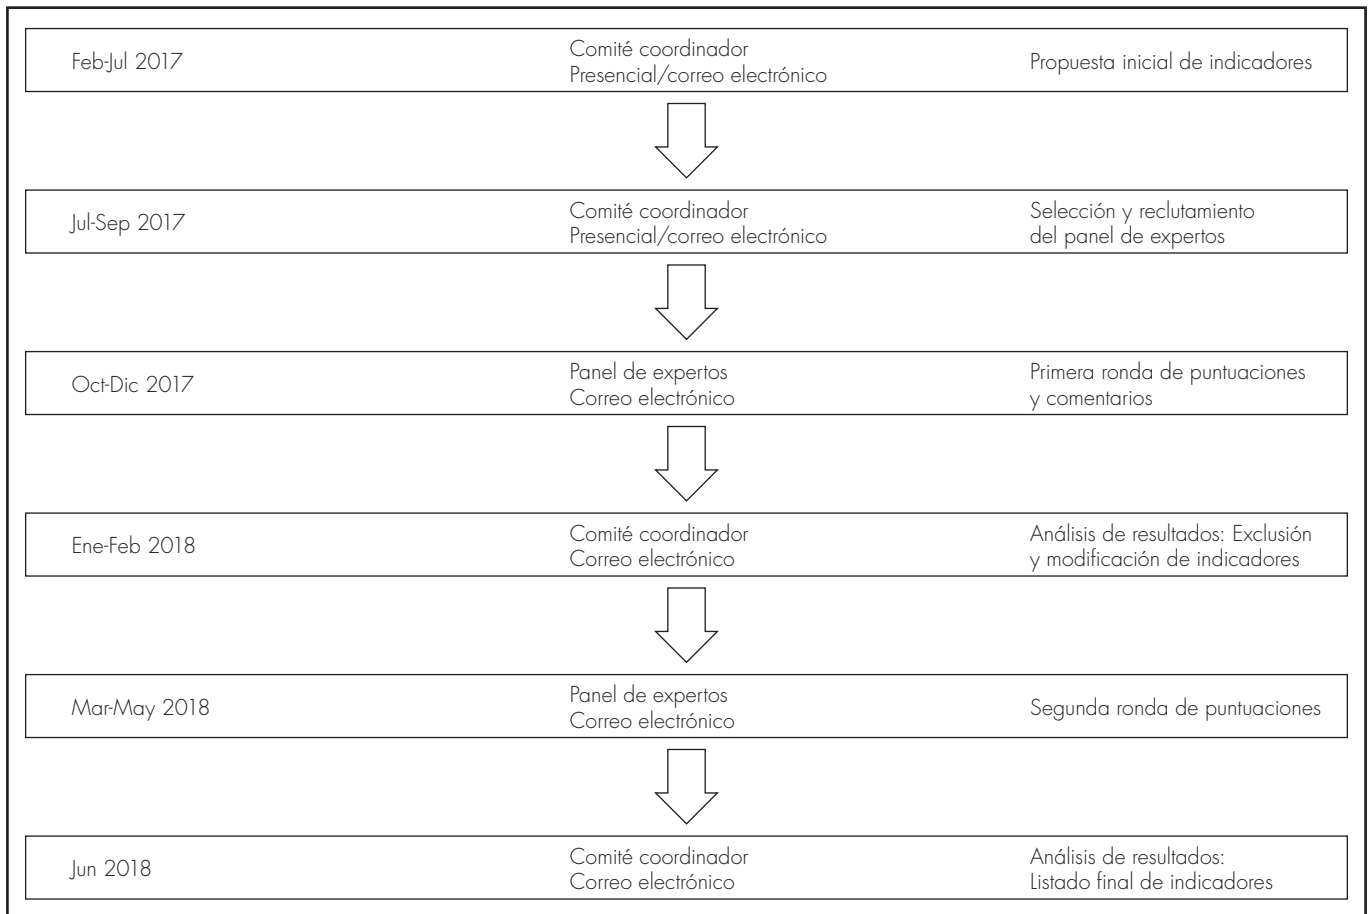 Feb-Jul 2017
Comité coordinador
Presencial/correo electrónico
Propuesta inicial de indicadores
Jul-Sep 2017
Comité coordinador
Presencial/correo electrónico
Selección y reclutamiento
del panel de expertos
Oct-Dic 2017
Panel de expertos
Correo electrónico
Primera ronda de puntuaciones
y comentarios
Ene-Feb 2018
Comité coordinador
Correo electrónico
Análisis de resultados: Exclusión
y modificación de indicadores
Mar-May 2018
Panel de expertos
Correo electrónico
Segunda ronda de puntuaciones
Jun 2018
Comité coordinador
Correo electrónico
Análisis de resultados:
Listado final de indicadores